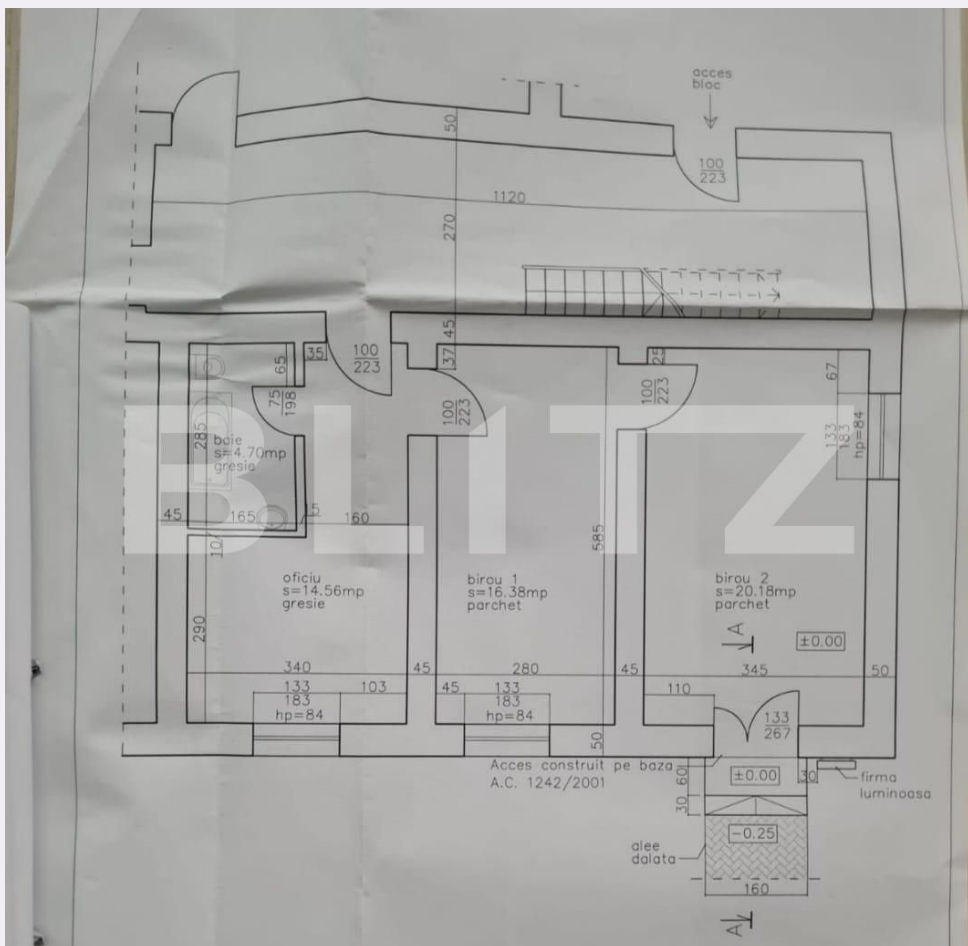 acces
bloc
50
100
223
1120
270
45
35
100
223
37
25
65
75
198
100
223
100
223
67
133
183
hp=84
BLITZ
285
baie
s=4.70mp
gresie
45
165
15
160
10
585
oficiu
s=14.56mp
gresie
birou 1
s=16.38mp
parchet
birou 2
s=20.18mp
parchet
290
A
±0.00
340
45
280
45
345
50
133
103
45
133
110
183
183
hp=84
hp=84
133
267
50
Acces construit pe baza
A.C. 1242/2001
60
±0.00
30
firma
luminoasa
30
-0.25
alee
dalata
160
A